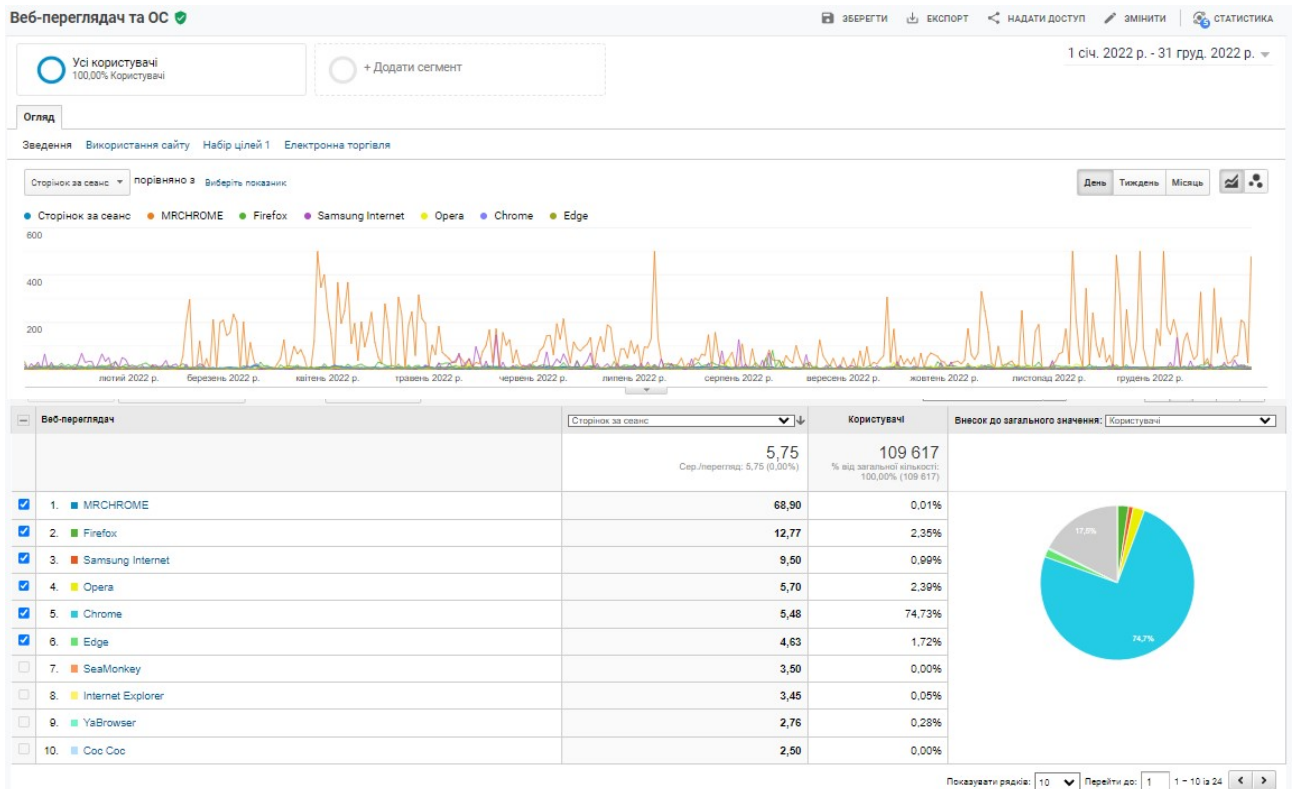 Веб-переглядач та ОС
ЗБЕРЕГТИ ЕКСПОРТ НАДАТИ ДОСТУП ЗМІНИТИ 5 СТАТИСТИКА
Усі користувачі
100,00% Користувачі
+ Додати сегмент
1 січ. 2022 р. - 31 груд. 2022 р.
Огляд
Зведення Використання сайту Набір цілей 1 Електронна торгівля
Сторінок за сеанс порівняно з Виберіть показник
День Тиждень Місяць
Сторінок за сеанс MRCHROME Firefox Samsung Internet Opera Chrome Edge
600
400
200
лютий 2022 р. березень 2022 р. квітень 2022 р. травень 2022 р. червень 2022 р. липень 2022 р. серпень 2022 р. вересень 2022 р. жовтень 2022 р. листопад 2022 р. грудень 2022 р.
Веб-переглядач Сторінок за сеанс Користувачі Внесок до загального значення: Користувачі
5,75 109 617
Сер./перегляд: 5,75 (0,00%) % від загальної кількості:
100,00% (109 617)
1. MRCHROME 68,90 0,01%
2. Firefox 12,77 2,35%
3. Samsung Internet 9,50 0,99%
4. Opera 5,70 2,39%
5. Chrome 5,48 74,73%
6. Edge 4,63 1,72%
7. SeaMonkey 3,50 0,00%
8. Internet Explorer 3,45 0,05%
9. YaBrowser 2,76 0,28%
10. Coc Coc 2,50 0,00%
74,7%
Показувати рядків: 10 Перейти до: 1 1 – 10 із 24